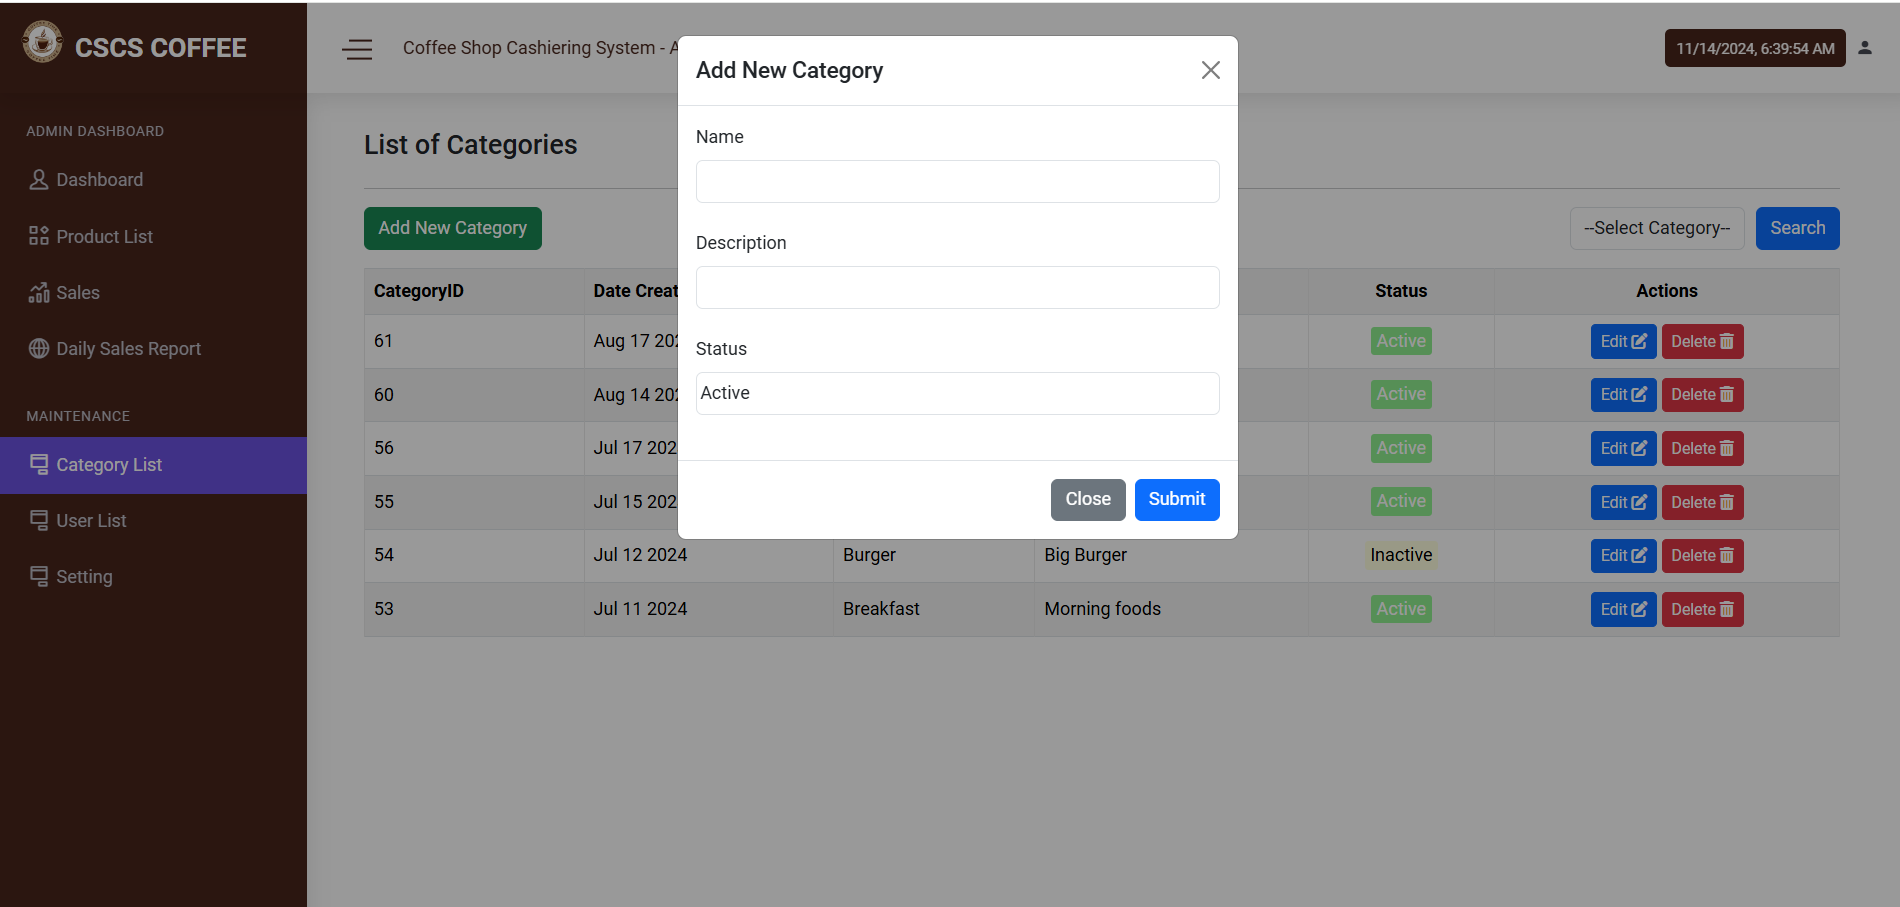 CSCS COFFEE
Coffee Shop Cashiering System - A
11/14/2024, 6:39:54 AM
ADMIN DASHBOARD
Dashboard
Product List
Sales
Daily Sales Report
MAINTENANCE
Category List
User List
Setting
List of Categories
Add New Category
--Select Category-- Search
CategoryID Date Creat Status Actions
61 Aug 17 202 Active Edit Delete
60 Aug 14 202 Active Edit Delete
56 Jul 17 202 Active Edit Delete
55 Jul 15 202 Active Edit Delete
54 Jul 12 2024 Burger Big Burger Inactive Edit Delete
53 Jul 11 2024 Breakfast Morning foods Active Edit Delete
Add New Category
Name
Description
Status
Active
Close Submit